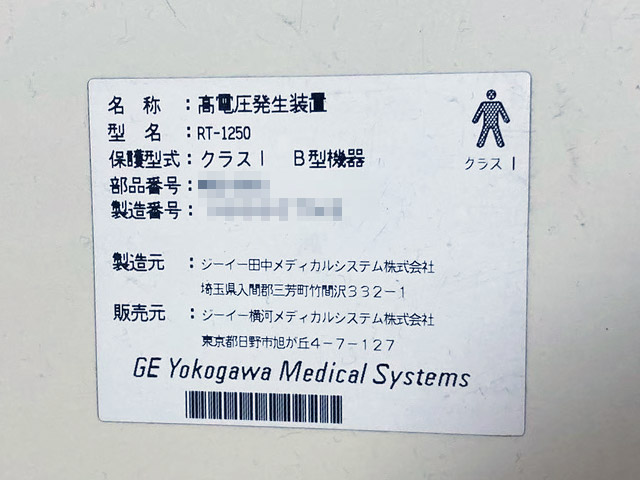 名 称 ：高電圧発生装置
型 名 ：RT-1250
保護型式：クラスⅠ B型機器
部品番号：
製造番号：
クラスⅠ
製造元 ：ジーイー田中メディカルシステム株式会社
埼玉県入間郡三芳町竹間沢３３２−１
販売元 ：ジーイー横河メディカルシステム株式会社
東京都日野市旭が丘４−７−１２７
GE Yokogawa Medical Systems